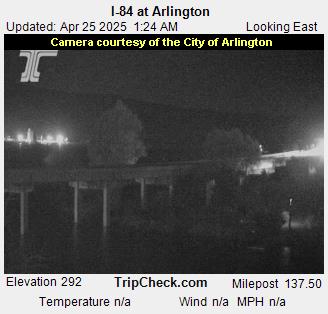 I-84 at Arlington
Updated: Apr 25 2025 1:24 AM Looking East
Camera courtesy of the City of Arlington
Elevation 292 TripCheck.com Milepost 137.50
Temperature n/a Wind n/a MPH n/a